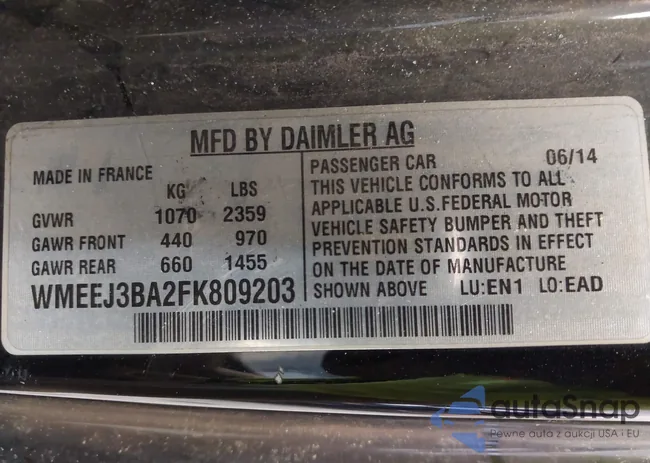 MFD BY DAIMLER AG
MADE IN FRANCE
KG LBS
GVWR 1070 2359
GAWR FRONT 440 970
GAWR REAR 660 1455
WMEEJ3BA2FK809203
PASSENGER CAR 06/14
THIS VEHICLE CONFORMS TO ALL
APPLICABLE U.S. FEDERAL MOTOR
VEHICLE SAFETY BUMPER AND THEFT
PREVENTION STANDARDS IN EFFECT
ON THE DATE OF MANUFACTURE
SHOWN ABOVE LU:EN1 LO:EAD
autoSnap
Pewne auta z aukcji USA i EU